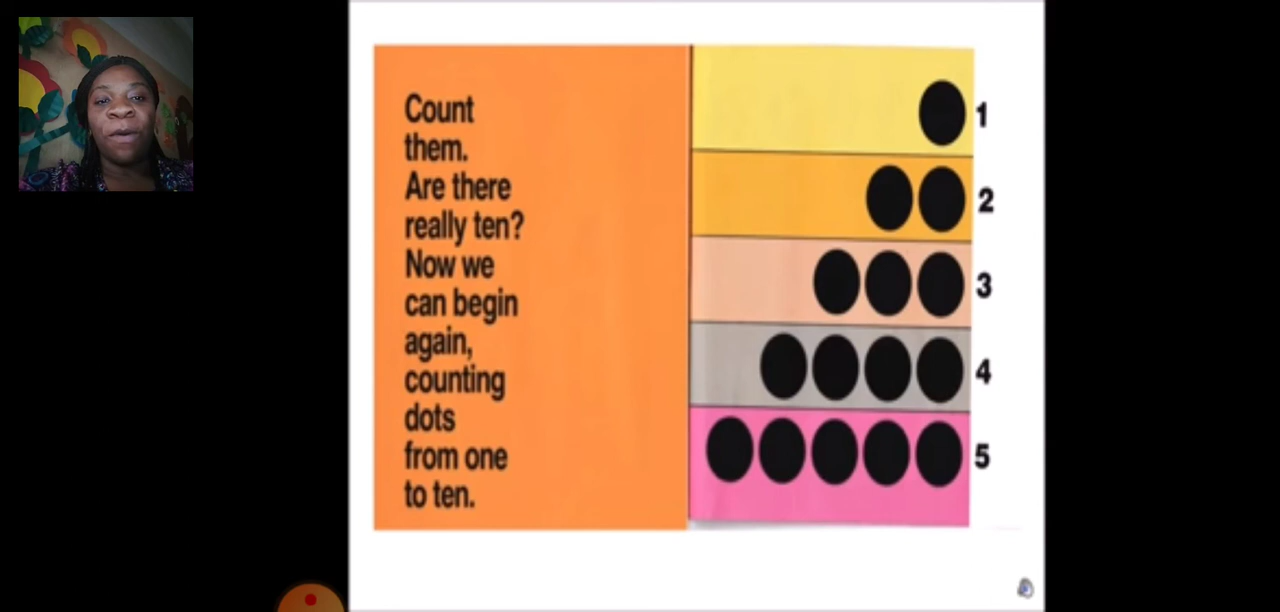 Count
them.
Are there
really ten?
Now we
can begin
again,
counting
dots
from one
to ten.
1
2
3
4
5